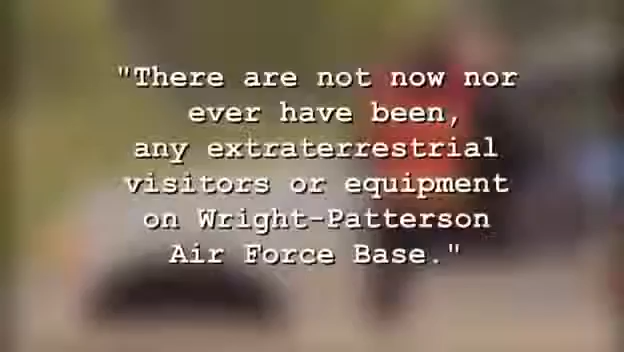 "There are not now nor
ever have been,
any extraterrestrial
visitors or equipment
on Wright-Patterson
Air Force Base."